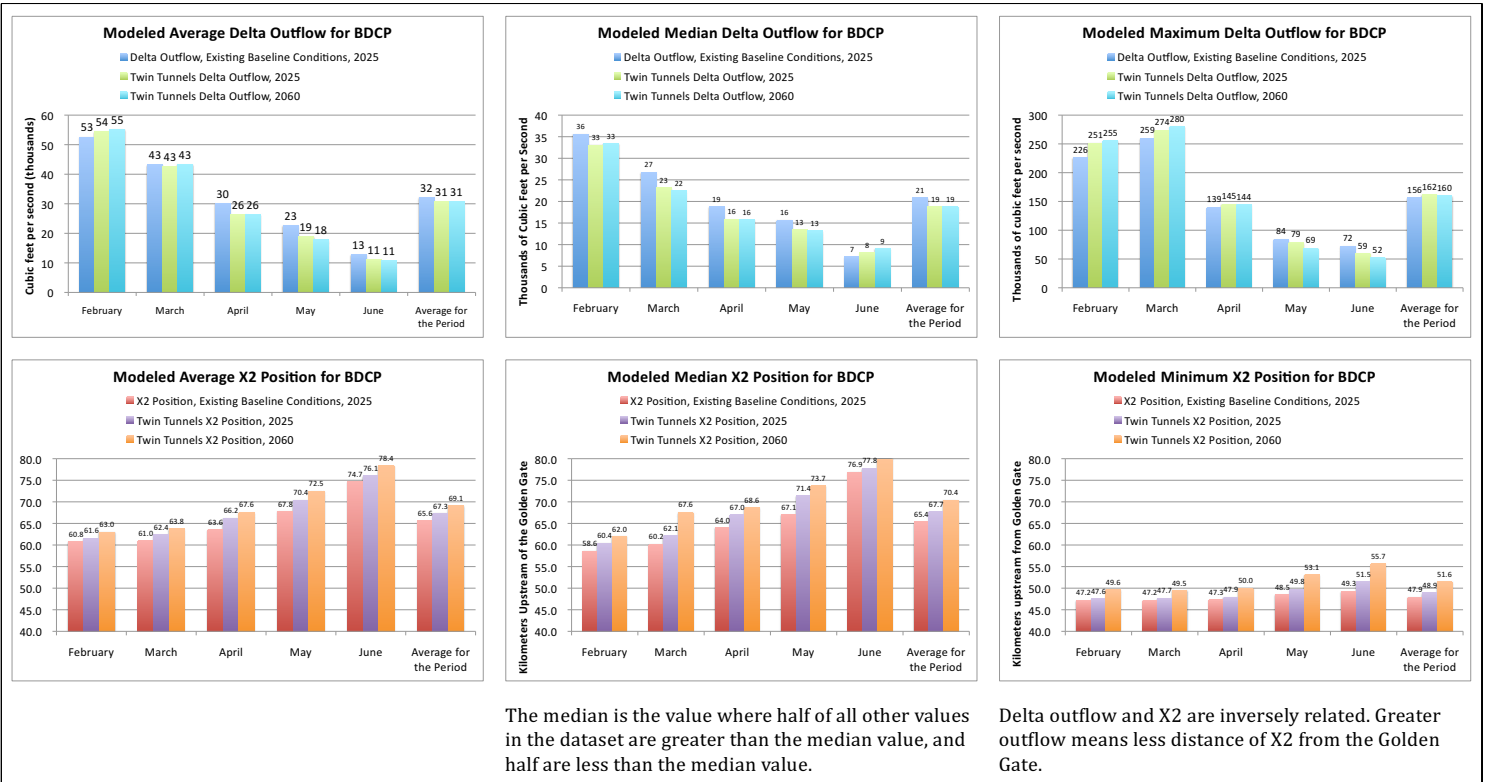 Modeled Average Delta Outflow for BDCP
Delta Outflow, Existing Baseline Conditions, 2025
Twin Tunnels Delta Outflow, 2025
Twin Tunnels Delta Outflow, 2060
Cubic feet per second (thousands)
60
50
40
30
20
10
0
53 54 55
43 43 43
30 26 26
23 19 18
13 11 11
32 31 31
February March April May June Average for
the Period
Modeled Median Delta Outflow for BDCP
Delta Outflow, Existing Baseline Conditions, 2025
Twin Tunnels Delta Outflow, 2025
Twin Tunnels Delta Outflow, 2060
Thousands of Cubic Feet per Second
40
35
30
25
20
15
10
5
0
36 33 33
27 23 22
19 16 16
16 13 13
7 8 9
21 19 19
February March April May June Average for
the Period
Modeled Maximum Delta Outflow for BDCP
Delta Outflow, Existing Baseline Conditions, 2025
Twin Tunnels Delta Outflow, 2025
Twin Tunnels Delta Outflow, 2060
Thousands of cubic feet per second
300
250
200
150
100
50
0
226 251 255
259 274 280
139 145 144
84 79 69
72 59 52
156 162 160
February March April May June Average for
the Period
Modeled Average X2 Position for BDCP
X2 Position, Existing Baseline Conditions, 2025
Twin Tunnels X2 Position, 2025
Twin Tunnels X2 Position, 2060
80.0
75.0
70.0
65.0
60.0
55.0
50.0
45.0
40.0
60.8 61.6 63.0
61.0 62.4 63.8
63.6 66.2 67.6
67.8 70.4 72.5
74.7 76.1 78.4
65.6 67.3 69.1
February March April May June Average for
the Period
Modeled Median X2 Position for BDCP
X2 Position, Existing Baseline Conditions, 2025
Twin Tunnels X2 Position, 2025
Twin Tunnels X2 Position, 2060
Kilometers Upstream of the Golden Gate
80.0
75.0
70.0
65.0
60.0
55.0
50.0
45.0
40.0
58.6 60.4 62.0
60.2 62.1 67.6
64.0 67.0 68.6
67.1 71.4 73.7
76.9 77.8
65.4 67.7 70.4
February March April May June Average for
the Period
Modeled Minimum X2 Position for BDCP
X2 Position, Existing Baseline Conditions, 2025
Twin Tunnels X2 Position, 2025
Twin Tunnels X2 Position, 2060
Kilometers upstream from Golden Gate
80.0
75.0
70.0
65.0
60.0
55.0
50.0
45.0
40.0
47.2 47.6 49.6
47.2 47.7 49.5
47.3 47.9 50.0
48.5 49.8 53.1
49.3 51.5 55.7
47.9 48.9 51.6
February March April May June Average for
the Period
The median is the value where half of all other values
in the dataset are greater than the median value, and
half are less than the median value.
Delta outflow and X2 are inversely related. Greater
outflow means less distance of X2 from the Golden
Gate.